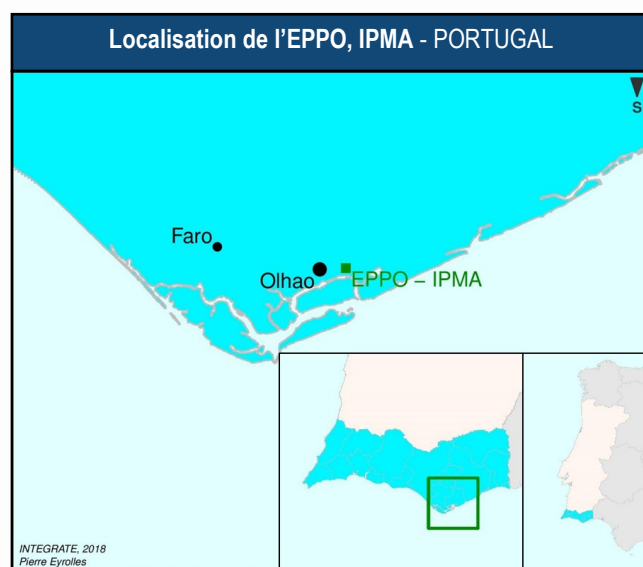 Localisation de l'EPPO, IPMA - PORTUGAL
S
Faro
Olhao
EPPO – IPMA
INTEGRATE, 2018
Pierre Eyrolles